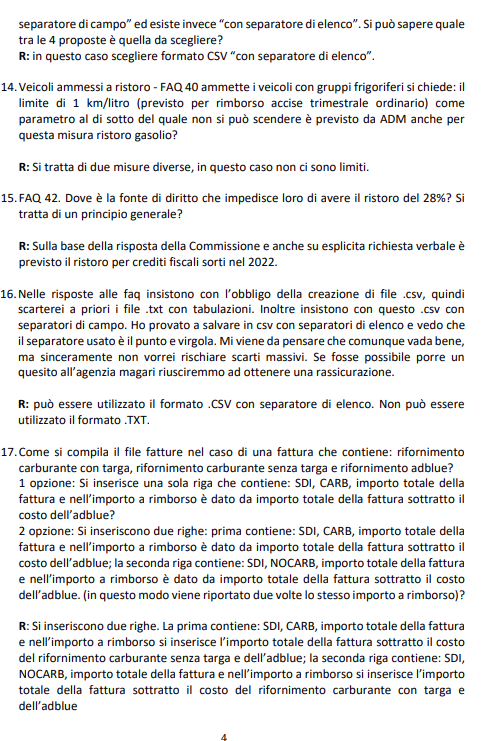 separatore di campo” ed esiste invece “con separatore di elenco”. Si può sapere quale
tra le 4 proposte è quella da scegliere?
R: in questo caso scegliere formato CSV “con separatore di elenco”.
14. Veicoli ammessi a ristoro - FAQ 40 ammette i veicoli con gruppi frigoriferi si chiede: il
limite di 1 km/litro (previsto per rimborso accise trimestrale ordinario) come
parametro al di sotto del quale non si può scendere è previsto da ADM anche per
questa misura ristoro gasolio?
R: Si tratta di due misure diverse, in questo caso non ci sono limiti.
15. FAQ 42. Dove è la fonte di diritto che impedisce loro di avere il ristoro del 28%? Si
tratta di un principio generale?
R: Sulla base della risposta della Commissione e anche su esplicita richiesta verbale è
previsto il ristoro per crediti fiscali sorti nel 2022.
16. Nelle risposte alle faq insistono con l’obbligo della creazione di file .csv, quindi
scarterei a priori i file .txt con tabulazioni. Inoltre insistono con questo .csv con
separatori di campo. Ho provato a salvare in csv con separatori di elenco e vedo che
il separatore usato è il punto e virgola. Mi viene da pensare che comunque vada bene,
ma sinceramente non vorrei rischiare scarti massivi. Se fosse possibile porre un
quesito all’agenzia magari riusciremmo ad ottenere una rassicurazione.
R: può essere utilizzato il formato .CSV con separatore di elenco. Non può essere
utilizzato il formato .TXT.
17. Come si compila il file fatture nel caso di una fattura che contiene: rifornimento
carburante con targa, rifornimento carburante senza targa e rifornimento adblue?
1 opzione: Si inserisce una sola riga che contiene: SDI, CARB, importo totale della
fattura e nell’importo a rimborso è dato da importo totale della fattura sottratto il
costo dell’adblue?
2 opzione: Si inseriscono due righe: prima contiene: SDI, CARB, importo totale della
fattura e nell’importo a rimborso è dato da importo totale della fattura sottratto il
costo dell’adblue; la seconda riga contiene: SDI, NOCARB, importo totale della fattura
e nell’importo a rimborso è dato da importo totale della fattura sottratto il costo
dell’adblue. (in questo modo viene riportato due volte lo stesso importo a rimborso)?
R: Si inseriscono due righe. La prima contiene: SDI, CARB, importo totale della fattura
e nell’importo a rimborso si inserisce l’importo totale della fattura sottratto il costo
del rifornimento carburante senza targa e dell’adblue; la seconda riga contiene: SDI,
NOCARB, importo totale della fattura e nell’importo a rimborso si inserisce l’importo
totale della fattura sottratto il costo del rifornimento carburante con targa e
dell’adblue
4